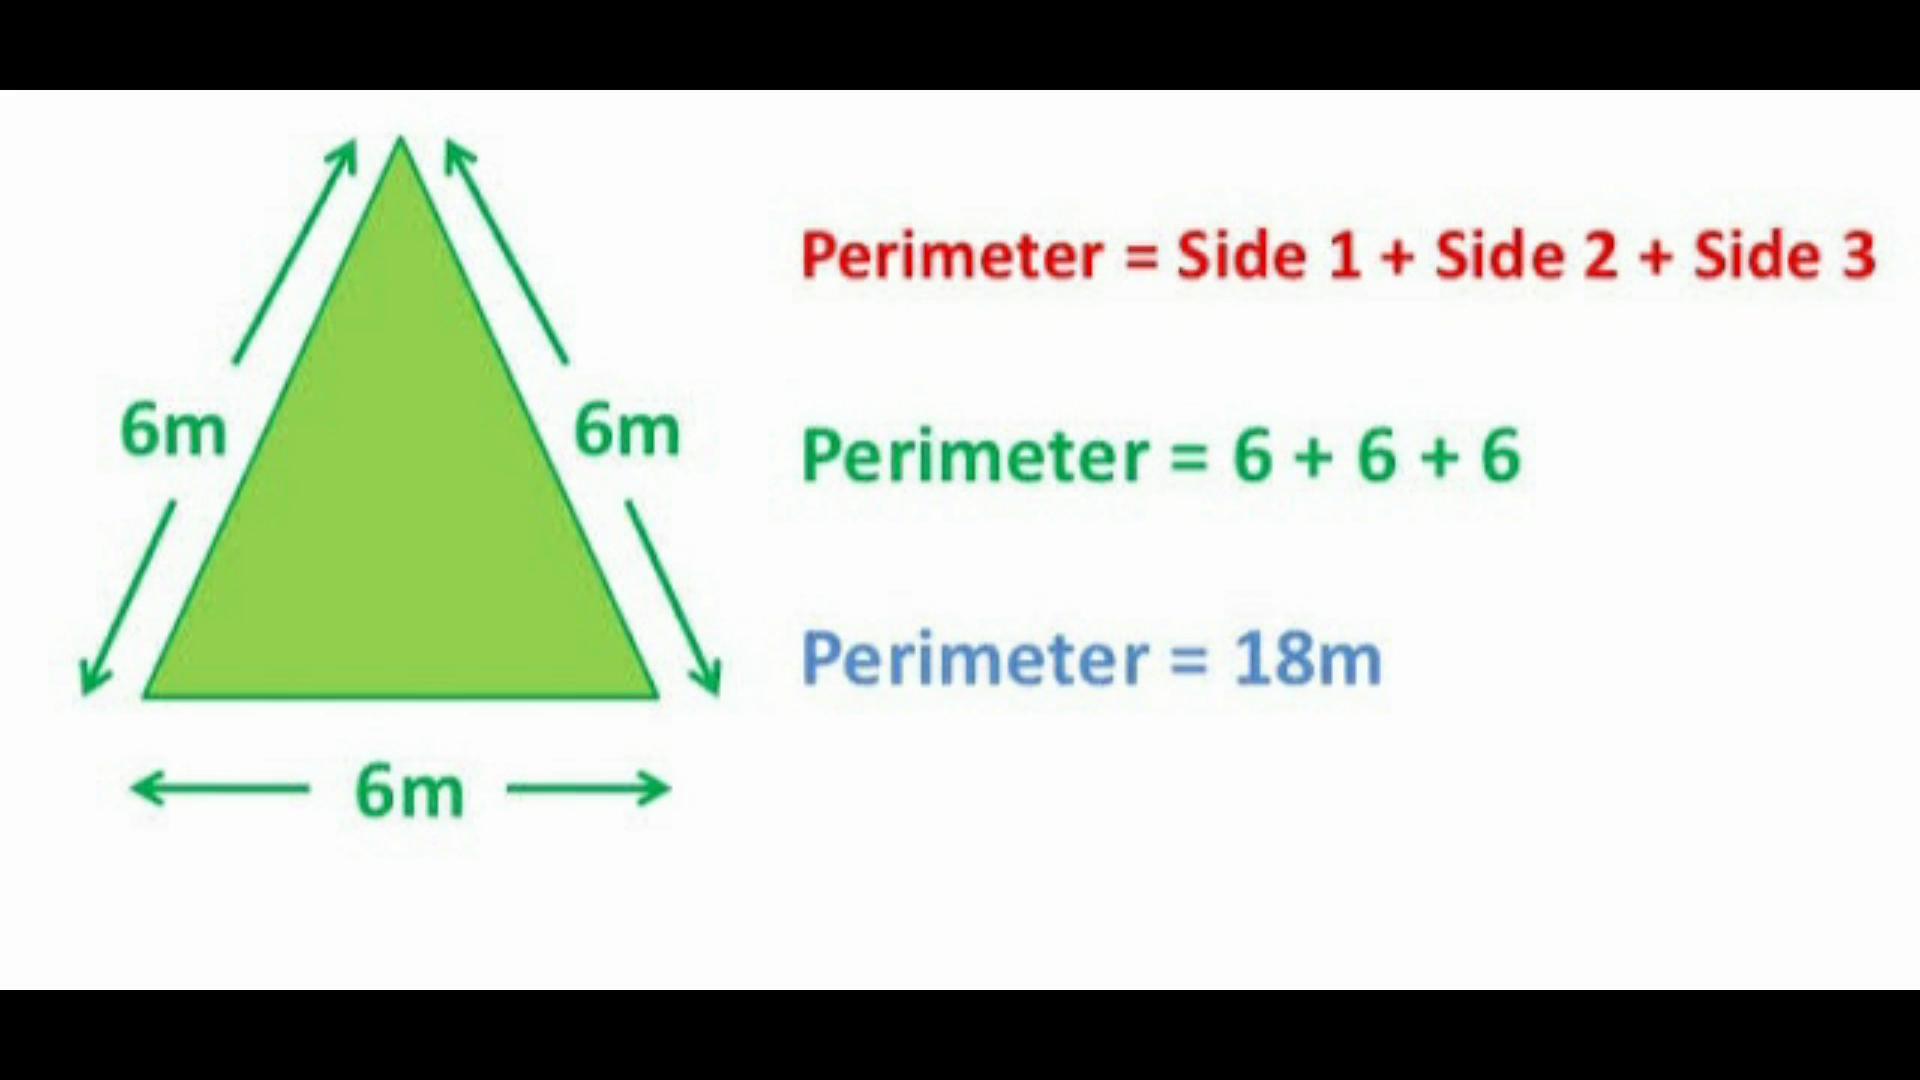 Perimeter = Side 1 + Side 2 + Side 3
6m 6m
Perimeter = 6 + 6 + 6
Perimeter = 18m
6m